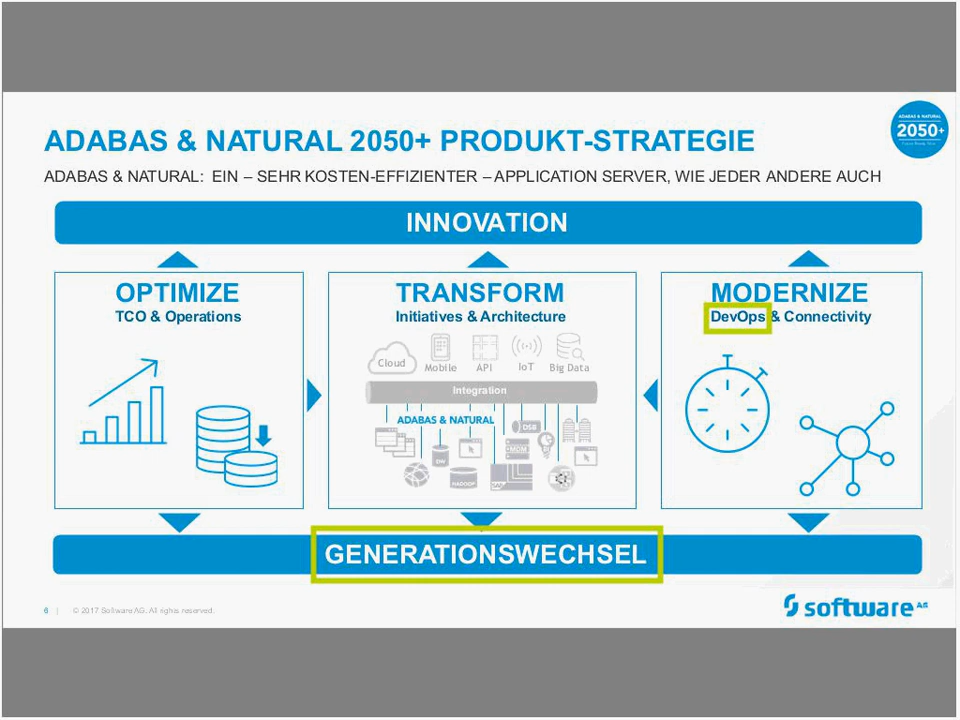 ADABAS & NATURAL 2050+ PRODUKT-STRATEGIE
ADABAS & NATURAL
2050+
ADABAS & NATURAL: EIN – SEHR KOSTEN-EFFIZIENTER – APPLICATION SERVER, WIE JEDER ANDERE AUCH
INNOVATION
OPTIMIZE
TCO & Operations
TRANSFORM
Initiatives & Architecture
Cloud
Mobile
API
IoT
Big Data
Integration
ADABAS & NATURAL
DSB
DW
MDM
HADOOP
SAP
MODERNIZE
DevOps & Connectivity
GENERATIONSWECHSEL
6 | © 2017 Software AG. All rights reserved.
software AG